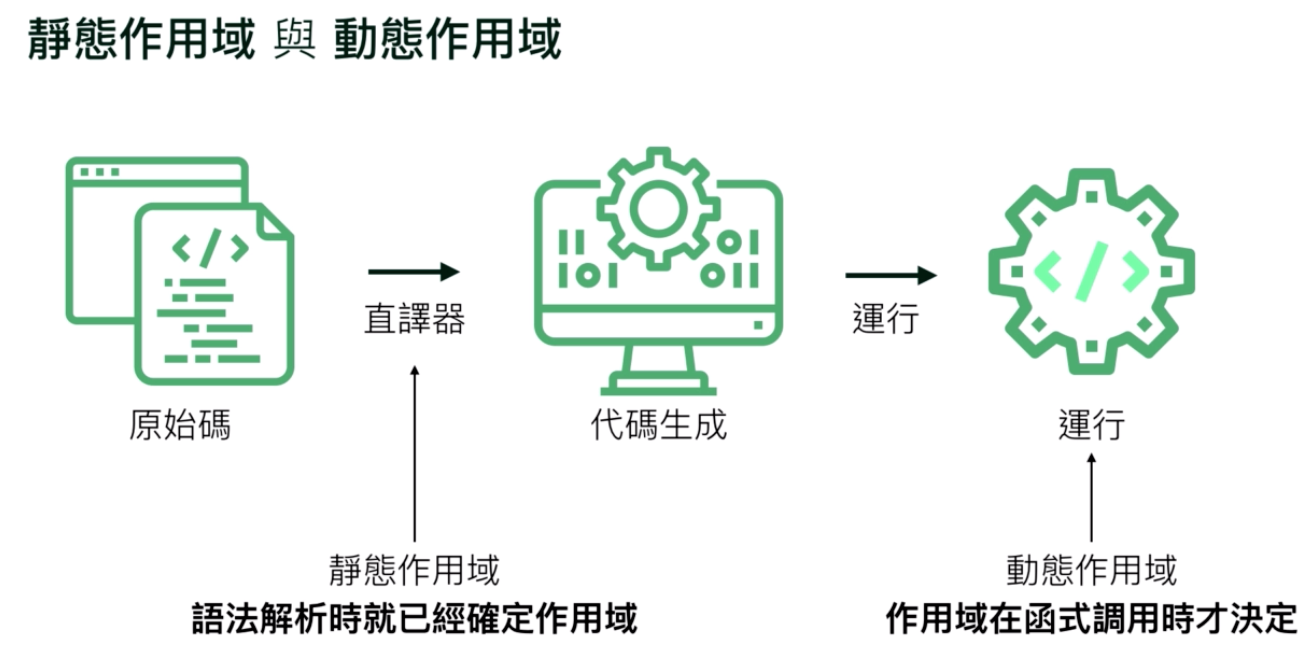 靜態作用域 與 動態作用域
直譯器
運行
原始碼
代碼生成
運行
靜態作用域
語法解析時就已經確定作用域
動態作用域
作用域在函式調用時才決定